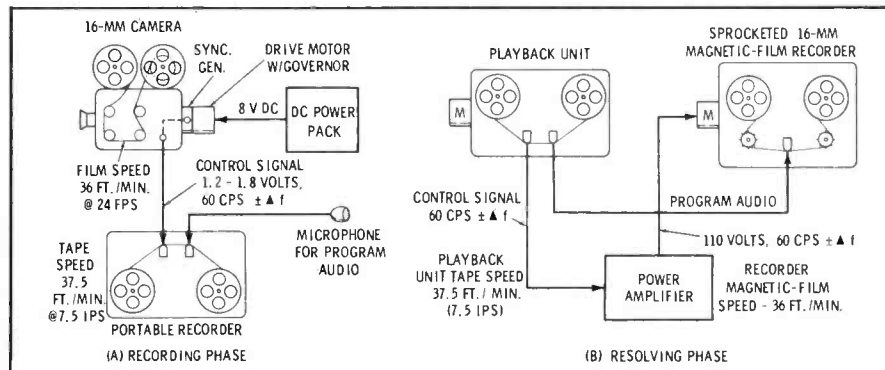 16-MM CAMERA
SYNC.
GEN.
DRIVE MOTOR
W/GOVERNOR
8 V DC
DC POWER
PACK
FILM SPEED
36 FT./MIN.
@ 24 FPS
CONTROL SIGNAL
1.2 - 1.8 VOLTS,
60 CPS ± ▲ f
MICROPHONE
FOR PROGRAM
AUDIO
TAPE
SPEED
37.5
FT./MIN.
@7.5 IPS
PORTABLE RECORDER
(A) RECORDING PHASE
PLAYBACK UNIT
M
SPROCKETED 16-MM
MAGNETIC-FILM RECORDER
M
CONTROL SIGNAL
60 CPS ± ▲ f
PROGRAM AUDIO
110 VOLTS, 60 CPS ± ▲ f
PLAYBACK
UNIT TAPE SPEED
37.5 FT./ MIN.
(7.5 IPS)
POWER
AMPLIFIER
RECORDER
MAGNETIC-FILM
SPEED - 36 FT./MIN.
(B) RESOLVING PHASE